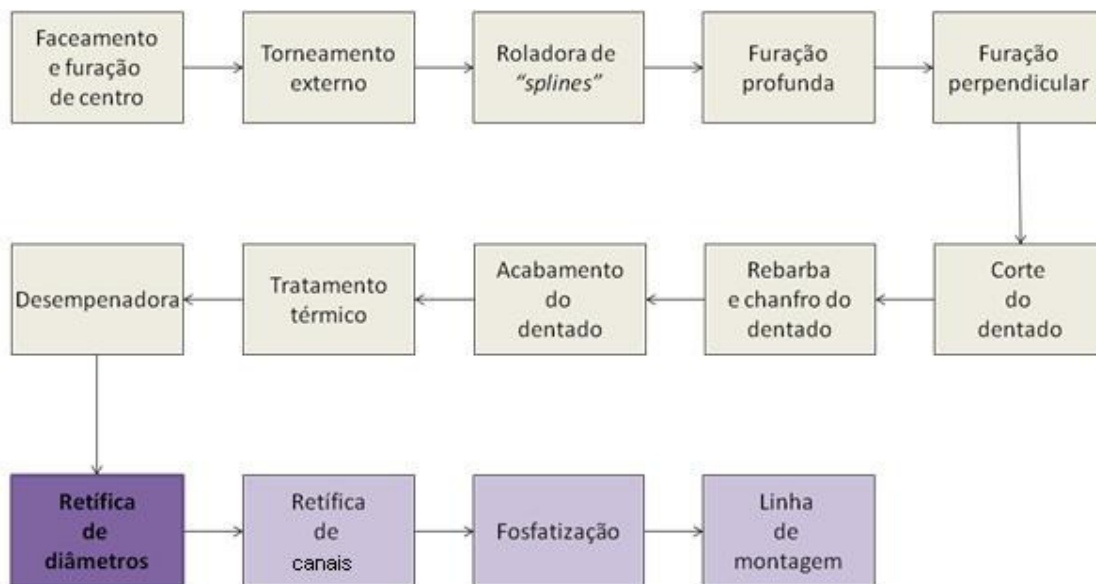 Faceamento
e furação
de centro
Torneamento
externo
Roladora de
“splines”
Furação
profunda
Furação
perpendicular
Desempenadora
Tratamento
térmico
Acabamento
do
dentado
Rebarba
e chanfro do
dentado
Corte
do
dentado
Retífica
de
diâmetros
Retífica
de
canais
Fosfatização
Linha
de
montagem